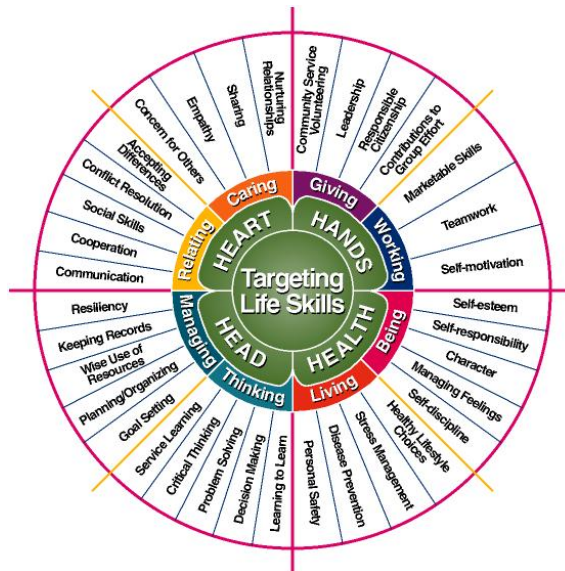 Targeting
Life Skills
HEART
HANDS
HEALTH
HEAD
Relating
Caring
Giving
Working
Being
Living
Thinking
Managing
Communication
Cooperation
Social Skills
Conflict Resolution
Accepting
Differences
Concern for Others
Empathy
Sharing
Nurturing
Relationships
Community Service
Volunteering
Leadership
Responsible
Citizenship
Contributions to
Group Effort
Marketable Skills
Teamwork
Self-motivation
Self-esteem
Self-responsibility
Character
Managing Feelings
Self-discipline
Healthy Lifestyle
Choices
Stress Management
Disease Prevention
Personal Safety
Learning to Learn
Decision Making
Problem Solving
Critical Thinking
Service Learning
Goal Setting
Planning/Organizing
Wise Use of
Resources
Keeping Records
Resiliency